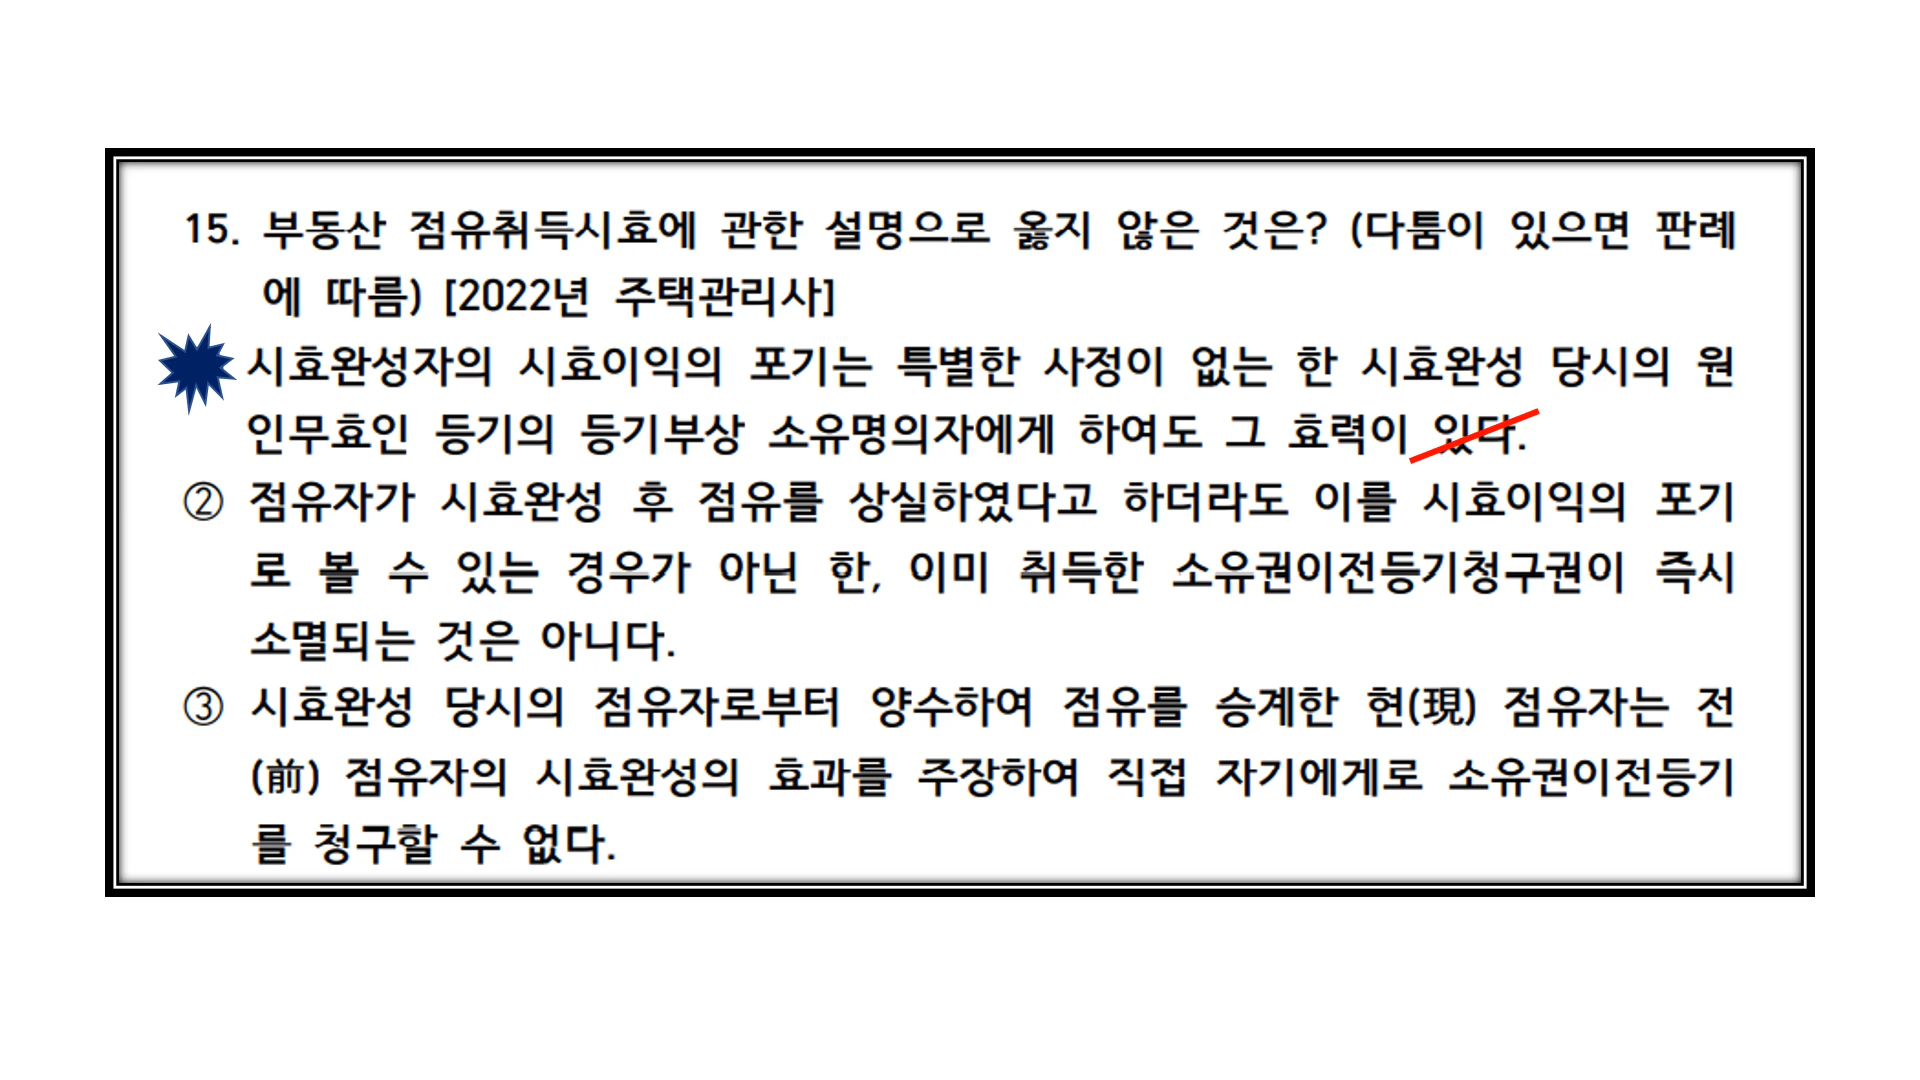 15. 부동산 점유취득시효에 관한 설명으로 옳지 않은 것은? (다툼이 있으면 판례
에 따름) [2022년 주택관리사]
시효완성자의 시효이익의 포기는 특별한 사정이 없는 한 시효완성 당시의 원
인무효인 등기의 등기부상 소유명의자에게 하여도 그 효력이 있다.
② 점유자가 시효완성 후 점유를 상실하였다고 하더라도 이를 시효이익의 포기
로 볼 수 있는 경우가 아닌 한, 이미 취득한 소유권이전등기청구권이 즉시
소멸되는 것은 아니다.
③ 시효완성 당시의 점유자로부터 양수하여 점유를 승계한 현(現) 점유자는 전
(前) 점유자의 시효완성의 효과를 주장하여 직접 자기에게로 소유권이전등기
를 청구할 수 없다.